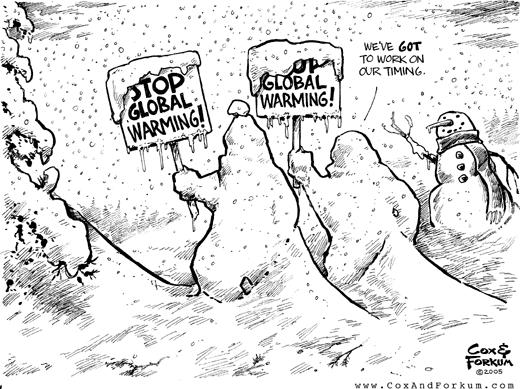 STOP
GLOBAL
WARMING!
OP
GLOBAL
WARMING!
WE'VE GOT
TO WORK ON
OUR TIMING.
COX &
FORKUM
©2005
www.CoxAndForkum.com